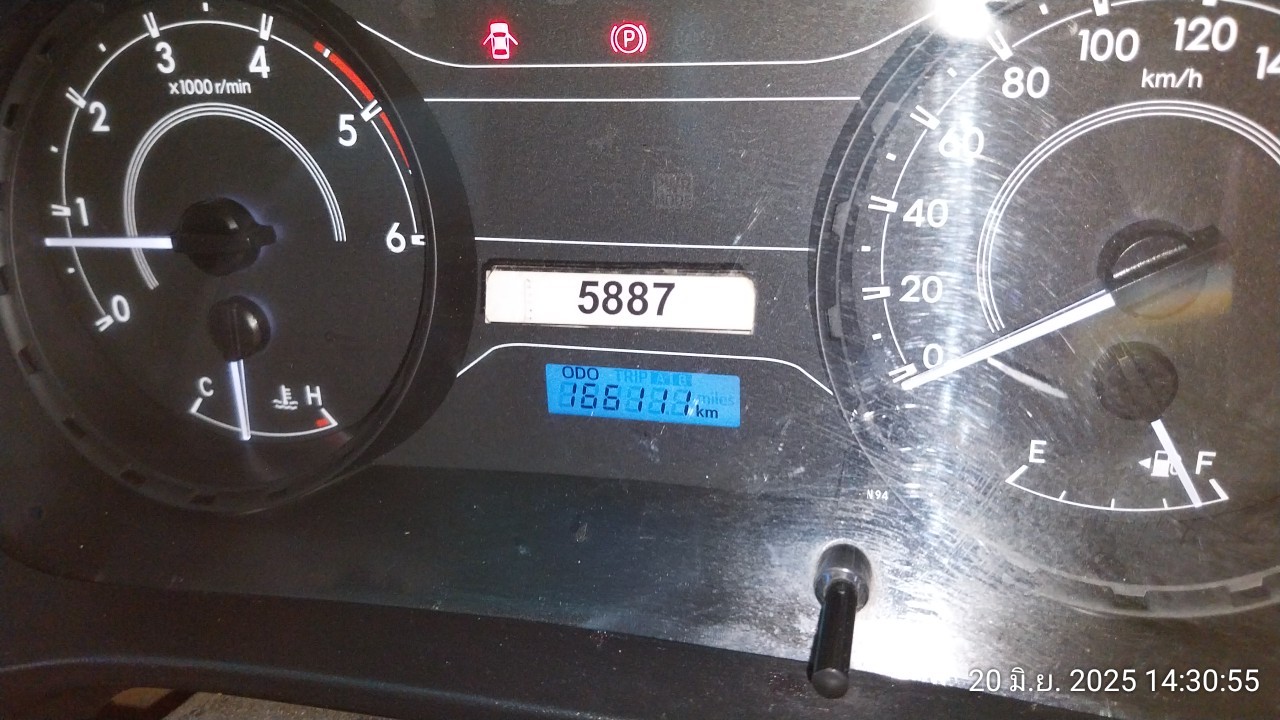 0
1
2
3
4
5
6
x1000 r/min
C
H
5887
ODO TRIP A B
166111 miles
km
0
20
40
60
80
100
120
km/h
E
F
N94
20 มิ.ย. 2025 14:30:55